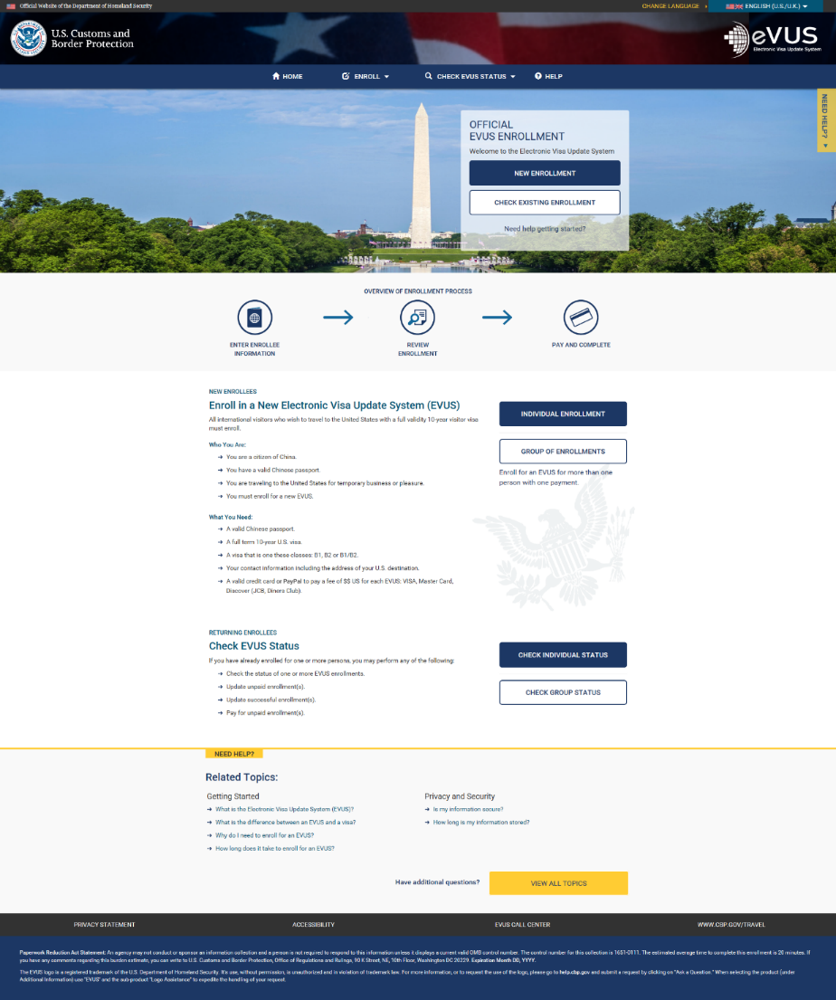 Official Website of the Department of Homeland Security
CHANGE LANGUAGE
ENGLISH (U.S./U.K.)
U.S. Customs and
Border Protection
eVUS
Electronic Visa Update System
HOME
ENROLL
CHECK EVUS STATUS
HELP
NEED HELP?
OFFICIAL
EVUS ENROLLMENT
Welcome to the Electronic Visa Update System
NEW ENROLLMENT
CHECK EXISTING ENROLLMENT
Need help getting started?
OVERVIEW OF ENROLLMENT PROCESS
ENTER ENROLLEE
INFORMATION
REVIEW
ENROLLMENT
PAY AND COMPLETE
NEW ENROLLEES
Enroll in a New Electronic Visa Update System (EVUS)
All international visitors who wish to travel to the United States with a full validity 10-year visitor visa
must enroll.
Who You Are:
→ You are a citizen of China.
→ You have a valid Chinese passport.
→ You are traveling to the United States for temporary business or pleasure.
→ You must enroll for a new EVUS.
INDIVIDUAL ENROLLMENT
GROUP OF ENROLLMENTS
Enroll for an EVUS for more than one
person with one payment.
What You Need:
→ A valid Chinese passport.
→ A full term 10-year U.S. visa.
→ A visa that is one these classes: B1, B2 or B1/B2.
→ Your contact information including the address of your U.S. destination.
→ A valid credit card or PayPal to pay a fee of $$ US for each EVUS: VISA, Master Card,
Discover (JCB, Diners Club).
RETURNING ENROLLEES
Check EVUS Status
If you have already enrolled for one or more persons, you may perform any of the following:
→ Check the status of one or more EVUS enrollments.
→ Update unpaid enrollment(s).
→ Update successful enrollment(s).
→ Pay for unpaid enrollment(s).
CHECK INDIVIDUAL STATUS
CHECK GROUP STATUS
NEED HELP?
Related Topics:
Getting Started
→ What is the Electronic Visa Update System (EVUS)?
→ What is the difference between an EVUS and a visa?
→ Why do I need to enroll for an EVUS?
→ How long does it take to enroll for an EVUS?
Privacy and Security
→ Is my information secure?
→ How long is my information stored?
Have additional questions?
VIEW ALL TOPICS
PRIVACY STATEMENT
ACCESSIBILITY
EVUS CALL CENTER
WWW.CBP.GOV/TRAVEL
Paperwork Reduction Act Statement: An agency may not conduct or sponsor an information collection and a person is not required to respond to this information unless it displays a current valid OMB control number. The control number for this collection is 1651-0111. The estimated average time to complete this enrollment is 20 minutes. If
you have any comments regarding this burden estimate, you can write to U.S. Customs and Border Protection, Office of Regulations and Rulings, 90 K Street, NE, 10th Floor, Washington DC 20229. Expiration Month DD, YYYY.
The EVUS logo is a registered trademark of the U.S. Department of Homeland Security. It's use, without permission, is unauthorized and in violation of trademark law. For more information, or to request the use of the logo, please go to help.cbp.gov and submit a request by clicking on "Ask a Question." When selecting the product (under
Additional Information) use "EVUS" and the sub-product "Logo Assistance" to expedite the handling of your request.